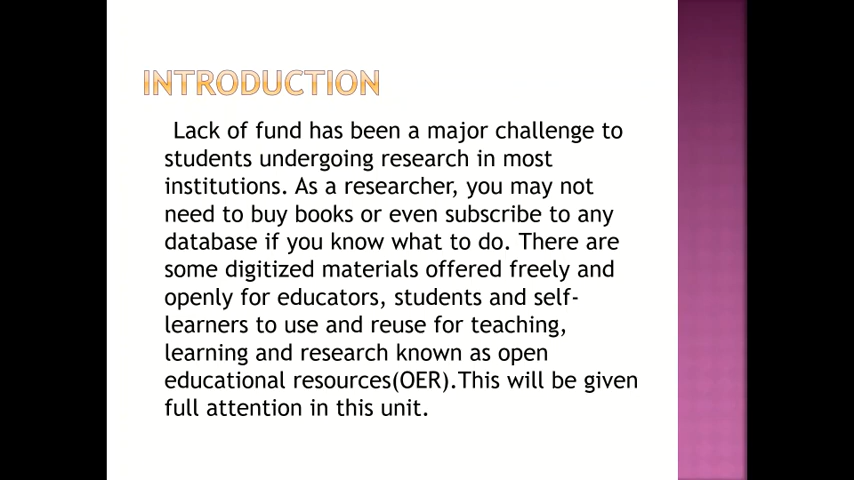 INTRODUCTION
Lack of fund has been a major challenge to
students undergoing research in most
institutions. As a researcher, you may not
need to buy books or even subscribe to any
database if you know what to do. There are
some digitized materials offered freely and
openly for educators, students and self-
learners to use and reuse for teaching,
learning and research known as open
educational resources(OER).This will be given
full attention in this unit.